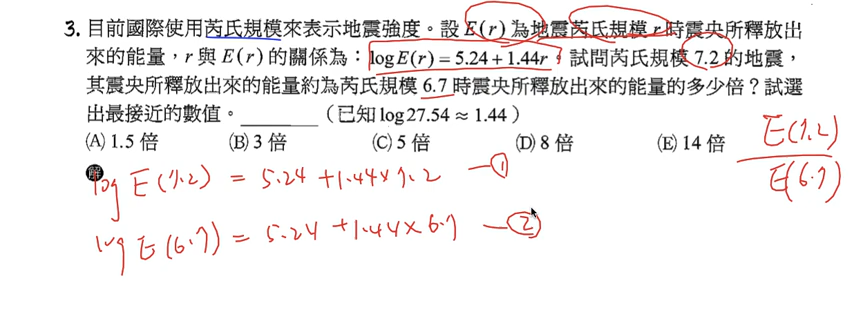 3. 目前國際使用芮氏規模來表示地震強度。設 E(r) 為地震芮氏規模 r 時震央所釋放出
來的能量，r 與 E(r) 的關係為：log E(r) = 5.24 + 1.44r。試問芮氏規模 7.2 的地震，
其震央所釋放出來的能量約為芮氏規模 6.7 時震央所釋放出來的能量的多少倍？試選
出最接近的數值。________（已知 log 27.54 ≈ 1.44）
(A) 1.5 倍 (B) 3 倍 (C) 5 倍 (D) 8 倍 (E) 14 倍
E(7.2)
E(6.7)
解
log E(7.2) = 5.24 + 1.44×7.2 —①
log E(6.7) = 5.24 + 1.44×6.7 —②